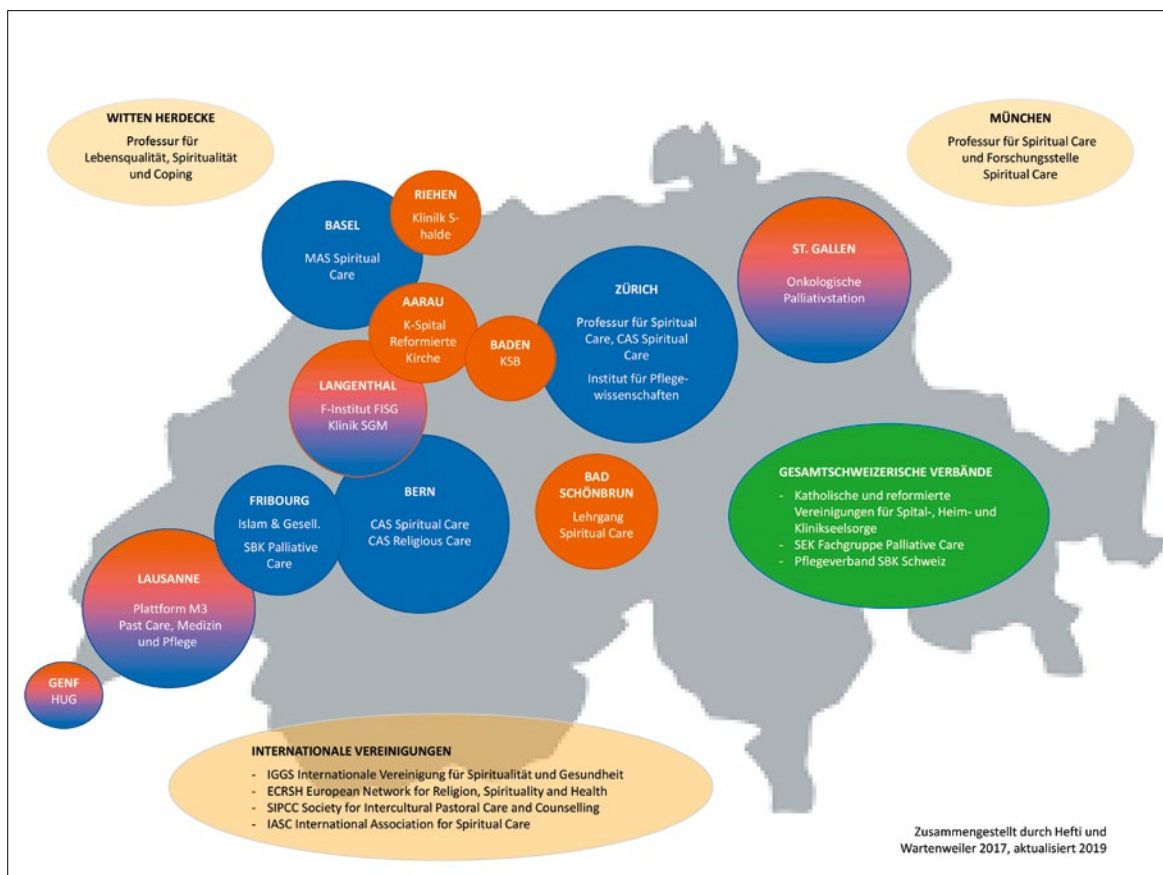 WITTEN HERDECKE
Professur für
Lebensqualität, Spiritualität
und Coping
MÜNCHEN
Professur für Spiritual Care
und Forschungsstelle
Spiritual Care
RIEHEN
Klinilk S-
halde
BASEL
MAS Spiritual
Care
ST. GALLEN
Onkologische
Palliativstation
ZÜRICH
Professur für Spiritual
Care, CAS Spiritual
Care
Institut für Pflege-
wissenschaften
AARAU
K-Spital
Reformierte
Kirche
BADEN
KSB
LANGENTHAL
F-Institut FISG
Klinik SGM
BERN
CAS Spiritual Care
CAS Religious Care
FRIBOURG
Islam & Gesell.
SBK Palliative
Care
BAD
SCHÖNBRUN
Lehrgang
Spiritual Care
GESAMTSCHWEIZERISCHE VERBÄNDE
- Katholische und reformierte
Vereinigungen für Spital-, Heim- und
Klinikseelsorge
- SEK Fachgruppe Palliative Care
- Pflegeverband SBK Schweiz
LAUSANNE
Plattform M3
Past Care, Medizin
und Pflege
GENF
HUG
INTERNATIONALE VEREINIGUNGEN
- IGGS Internationale Vereinigung für Spiritualität und Gesundheit
- ECRSH European Network for Religion, Spirituality and Health
- SIPCC Society for Intercultural Pastoral Care and Counselling
- IASC International Association for Spiritual Care
Zusammengestellt durch Hefti und
Wartenweiler 2017, aktualisiert 2019